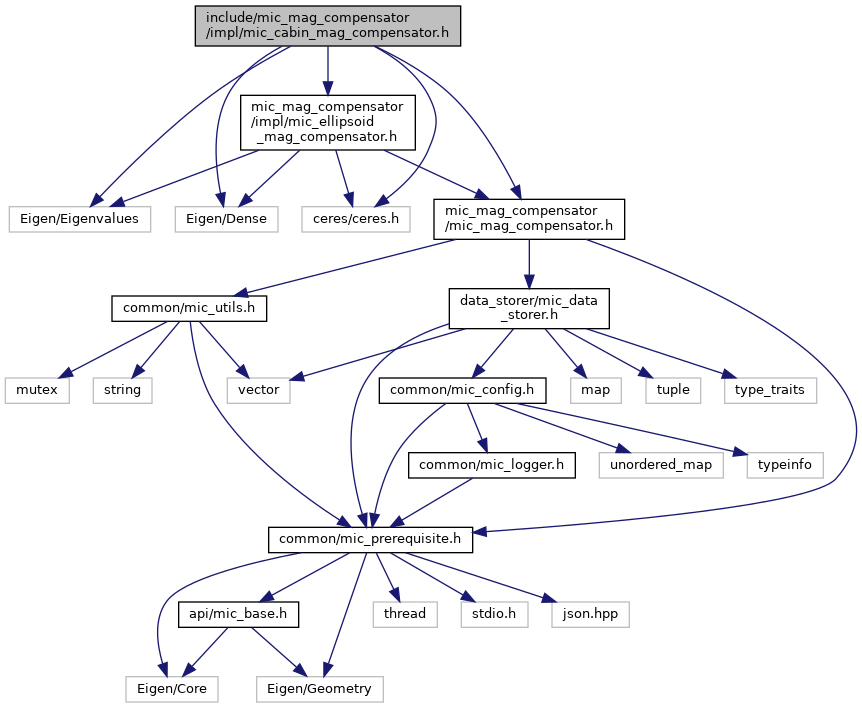 include/mic_mag_compensator
/impl/mic_cabin_mag_compensator.h
mic_mag_compensator
/impl/mic_ellipsoid
_mag_compensator.h
Eigen/Eigenvalues
Eigen/Dense
ceres/ceres.h
mic_mag_compensator
/mic_mag_compensator.h
common/mic_utils.h
data_storer/mic_data
_storer.h
mutex
string
vector
common/mic_config.h
map
tuple
type_traits
common/mic_logger.h
unordered_map
typeinfo
common/mic_prerequisite.h
api/mic_base.h
thread
stdio.h
json.hpp
Eigen/Core
Eigen/Geometry